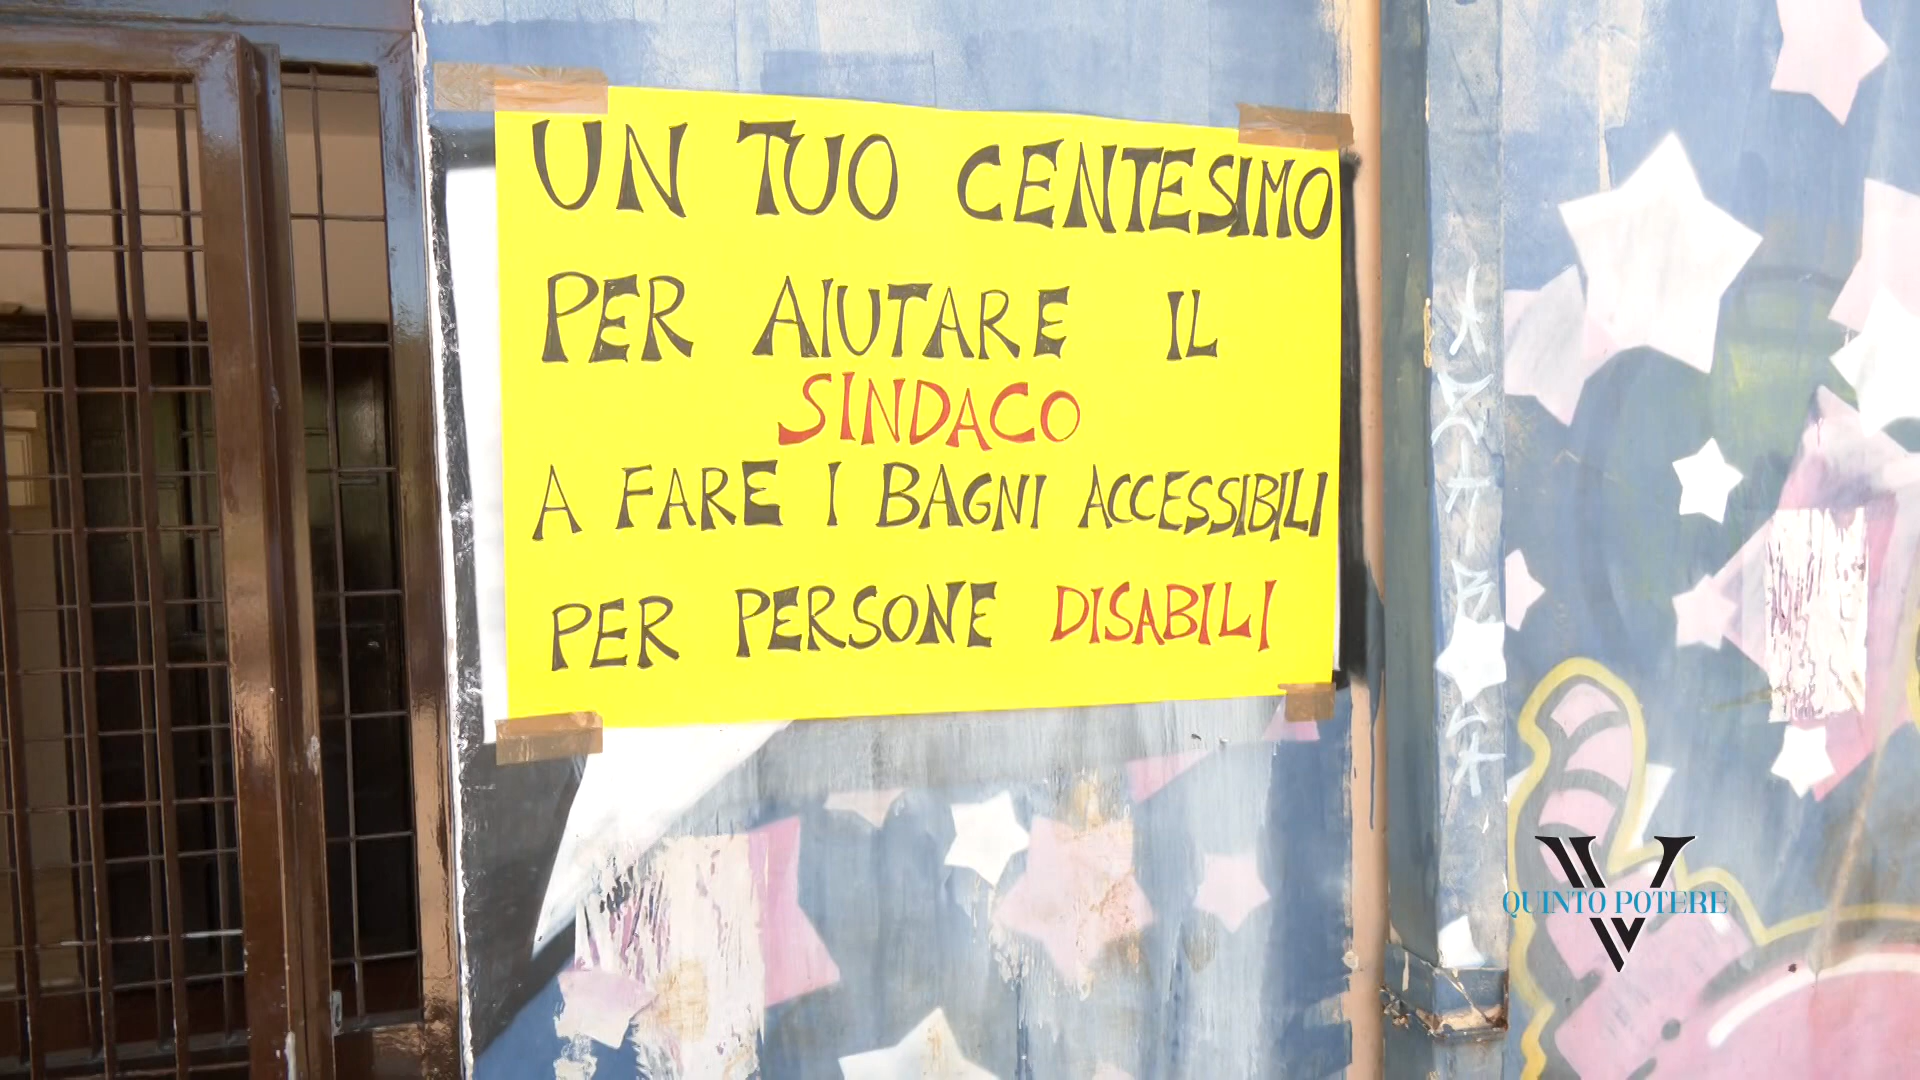 UN TUO CENTESIMO
PER AIUTARE IL
SINDACO
A FARE I BAGNI ACCESSIBILI
PER PERSONE DISABILI
V
QUINTO POTERE